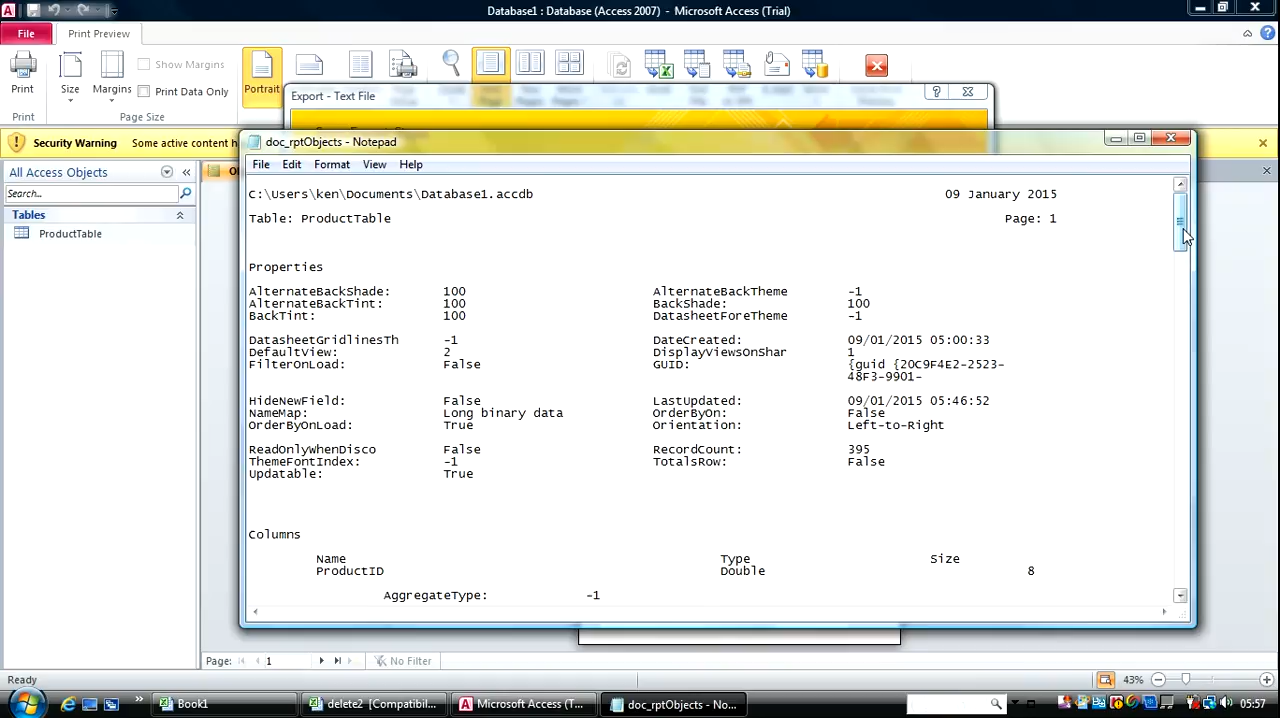 Database1 : Database (Access 2007) - Microsoft Access (Trial)
File Print Preview
Show Margins
Print Data Only
Print Size Margins Portrait
Print Page Size
Export - Text File
Security Warning Some active content h
All Access Objects
Search...
Tables
ProductTable
doc_rptObjects - Notepad
File Edit Format View Help
C:\Users\ken\Documents\Database1.accdb 09 January 2015
Table: ProductTable Page: 1
Properties
AlternateBackShade: 100 AlternateBackTheme -1
AlternateBackTint: 100 BackShade: 100
BackTint: 100 DatasheetForeTheme -1
DatasheetGridlinesTh -1 DateCreated: 09/01/2015 05:00:33
DefaultView: 2 DisplayViewsOnShar 1
FilterOnLoad: False GUID: {guid {20C9F4E2-2523-
48F3-9901-
HideNewField: False LastUpdated: 09/01/2015 05:46:52
NameMap: Long binary data OrderByOn: False
OrderByOnLoad: True Orientation: Left-to-Right
ReadOnlyWhenDisco False RecordCount: 395
ThemeFontIndex: -1 TotalsRow: False
Updatable: True
Columns
Name Type Size
ProductID Double 8
AggregateType: -1
Page: 1 No Filter
Ready 43%
Book1 delete2 [Compatibil... Microsoft Access (T... doc_rptObjects - No... 05:57